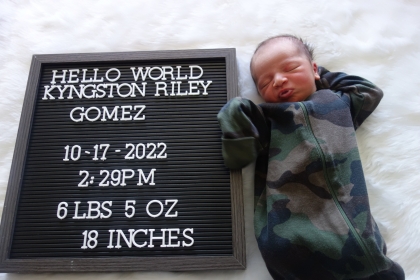 HELLO WORLD
KYNGSTON RILEY
GOMEZ
10-17-2022
2:29PM
6 LBS 5 OZ
18 INCHES